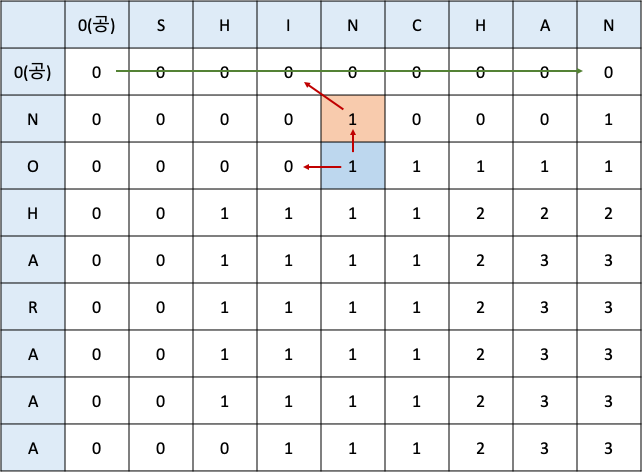 0(공) S H I N C H A N
0(공) 0 0 0 0 0 0 0 0 0
N 0 0 0 0 1 0 0 0 1
O 0 0 0 0 1 1 1 1 1
H 0 0 1 1 1 1 2 2 2
A 0 0 1 1 1 1 2 3 3
R 0 0 1 1 1 1 2 3 3
A 0 0 1 1 1 1 2 3 3
A 0 0 1 1 1 1 2 3 3
A 0 0 0 1 1 1 2 3 3